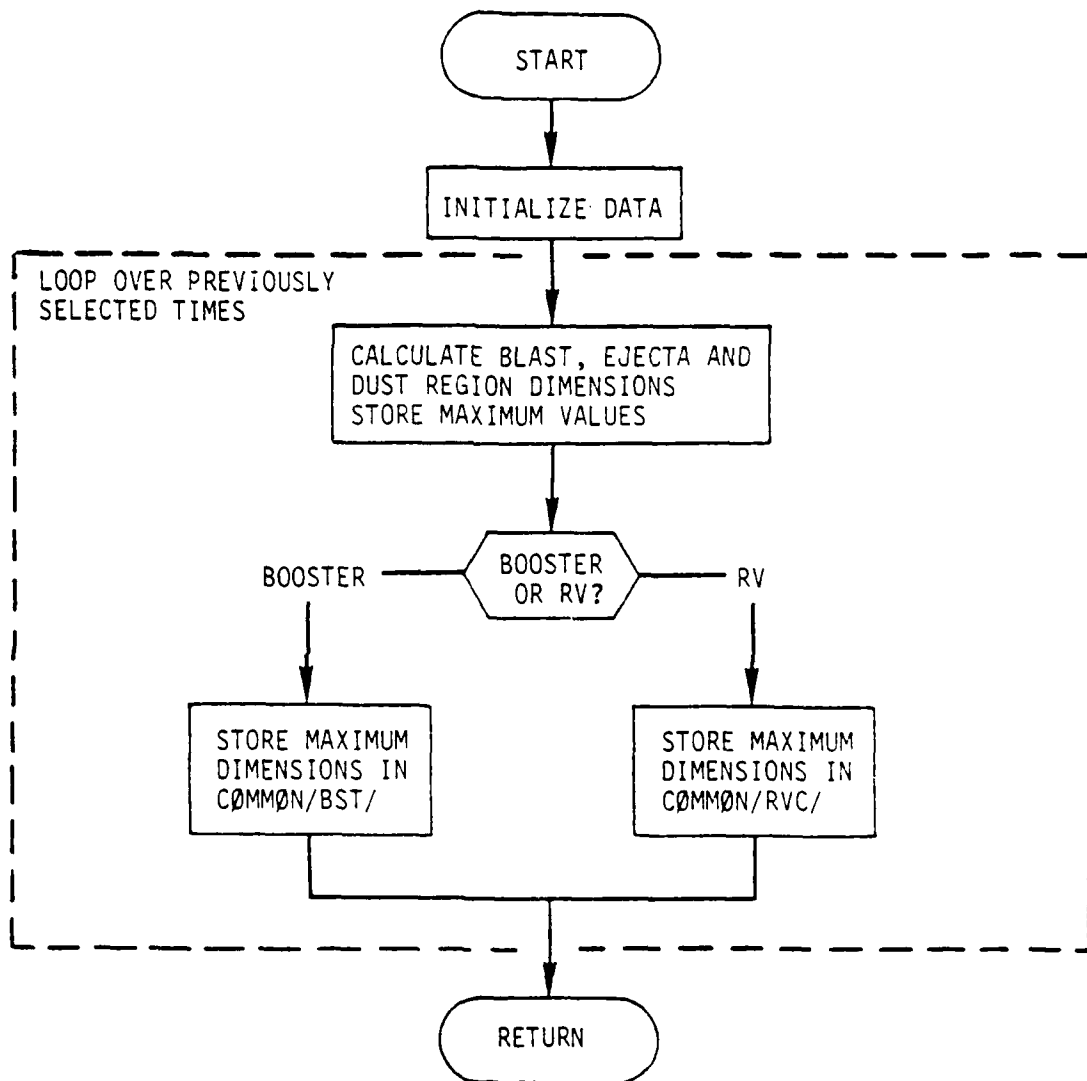 START
INITIALIZE DATA
LOOP OVER PREVIOUSLY
SELECTED TIMES
CALCULATE BLAST, EJECTA AND
DUST REGION DIMENSIONS
STORE MAXIMUM VALUES
BOOSTER
OR RV?
BOOSTER
RV
STORE MAXIMUM
DIMENSIONS IN
CØMMØN/BST/
STORE MAXIMUM
DIMENSIONS IN
CØMMØN/RVC/
RETURN